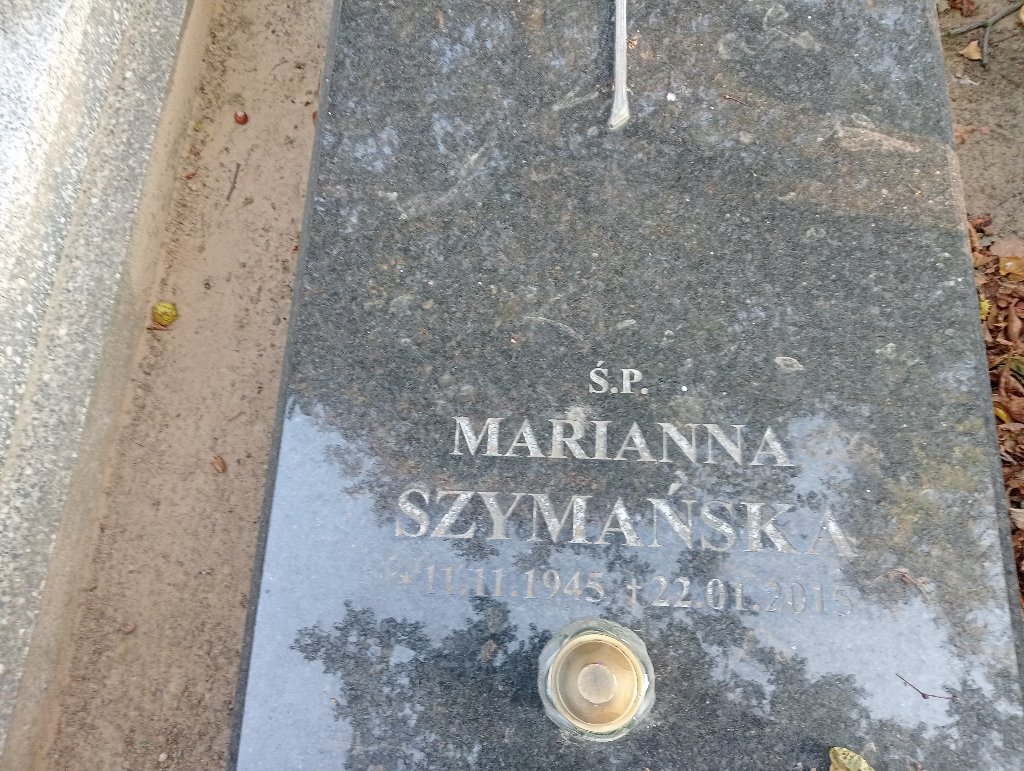 Ś.P.
MARIANNA
SZYMAŃSKA
*11.11.1945 †22.01.2015